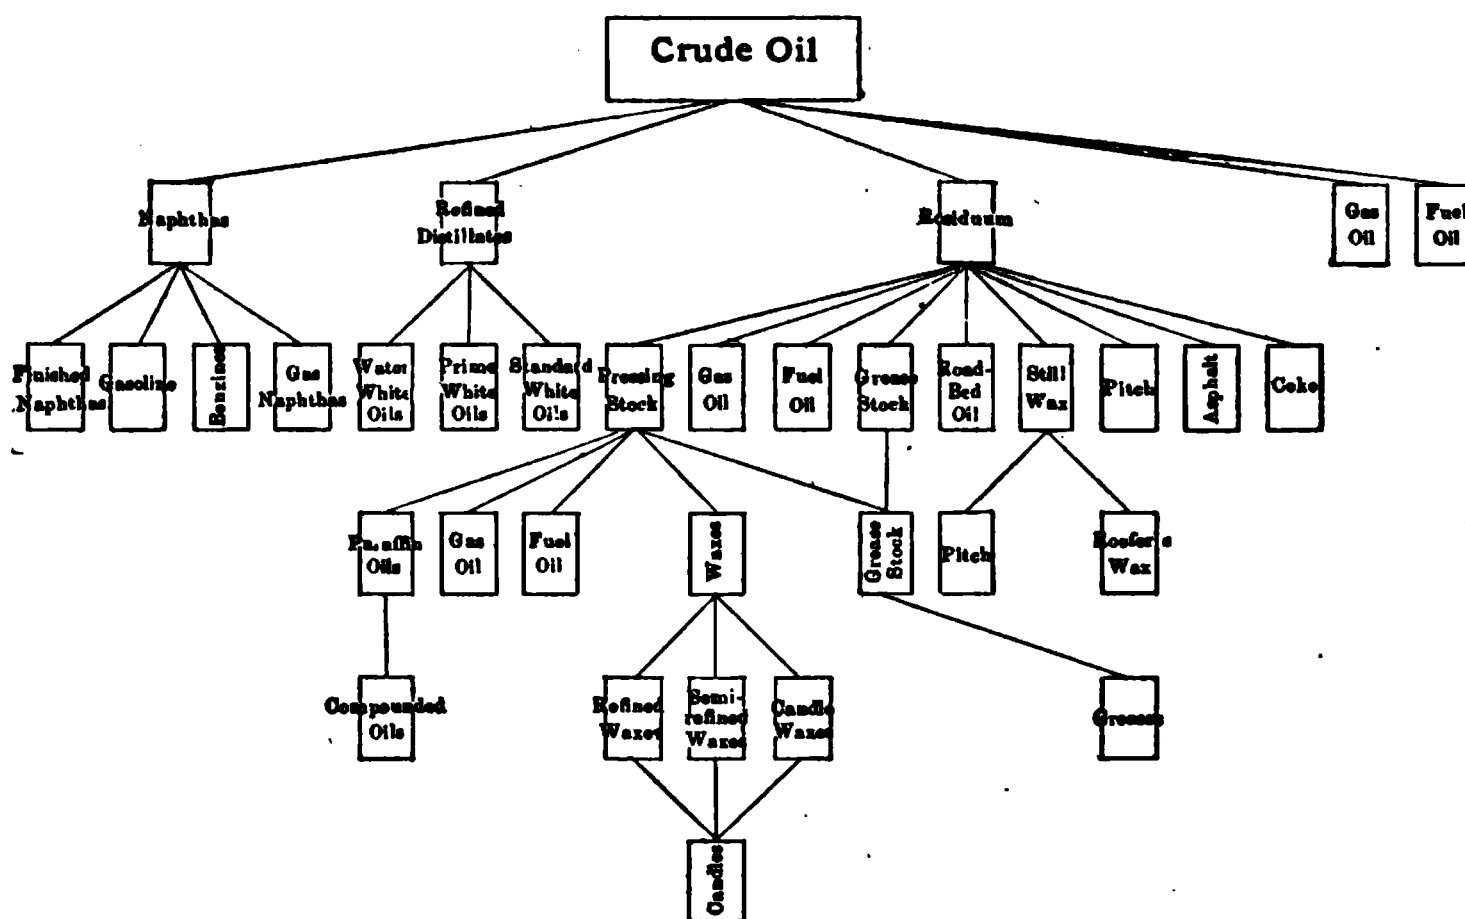 Crude Oil
Naphthas
Refined
Distillates
Residuum
Gas
Oil
Fuel
Oil
Finished
Naphthas
Gasoline
Benzines
Gas
Naphthas
Water
White
Oils
Prime
White
Oils
Standard
White
Oils
Pressing
Stock
Gas
Oil
Fuel
Oil
Grease
Stock
Road-
Bed
Oil
Still
Wax
Pitch
Asphalt
Coke
Paraffin
Oils
Gas
Oil
Fuel
Oil
Waxes
Grease
Stock
Pitch
Roofer's
Wax
Compounded
Oils
Refined
Waxes
Semi-
refined
Waxes
Candle
Waxes
Greases
Candles